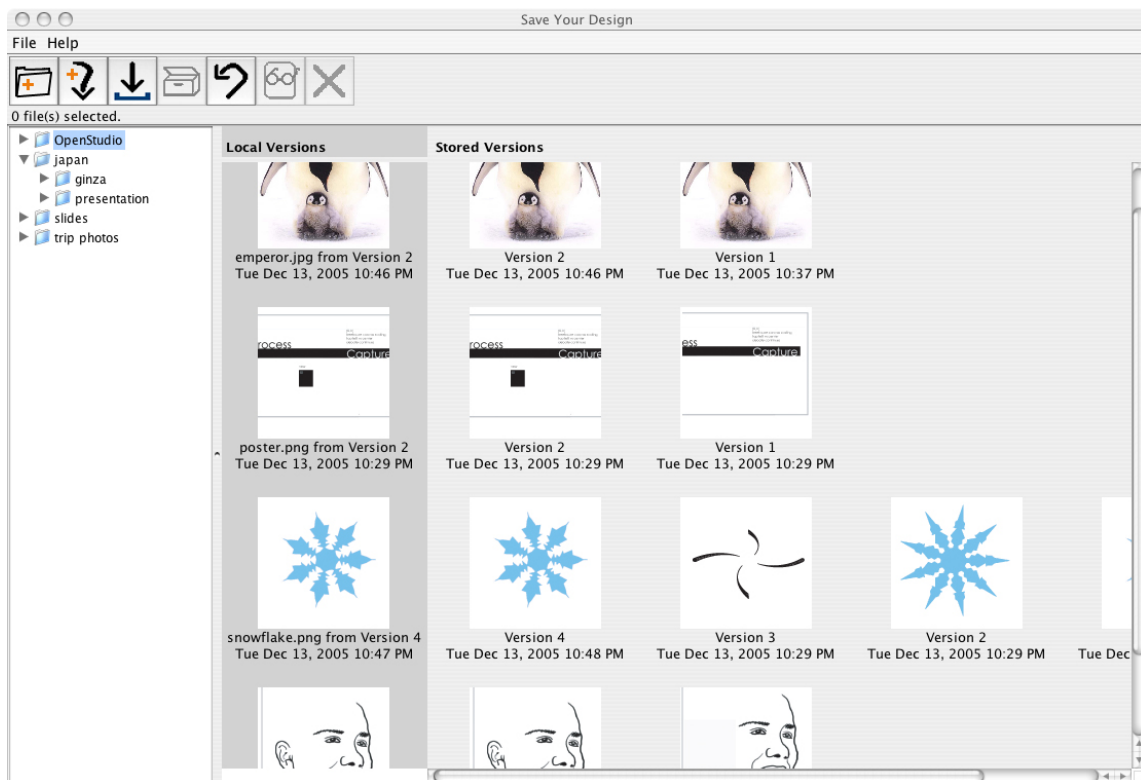 Save Your Design
File Help
0 file(s) selected.
OpenStudio
japan
ginza
presentation
slides
trip photos
Local Versions
Stored Versions
emperor.jpg from Version 2
Tue Dec 13, 2005 10:46 PM
Version 2
Tue Dec 13, 2005 10:46 PM
Version 1
Tue Dec 13, 2005 10:37 PM
rocess
Capture
rocess
Capture
ess
Capture
poster.png from Version 2
Tue Dec 13, 2005 10:29 PM
Version 2
Tue Dec 13, 2005 10:29 PM
Version 1
Tue Dec 13, 2005 10:29 PM
snowflake.png from Version 4
Tue Dec 13, 2005 10:47 PM
Version 4
Tue Dec 13, 2005 10:48 PM
Version 3
Tue Dec 13, 2005 10:29 PM
Version 2
Tue Dec 13, 2005 10:29 PM
Tue Dec